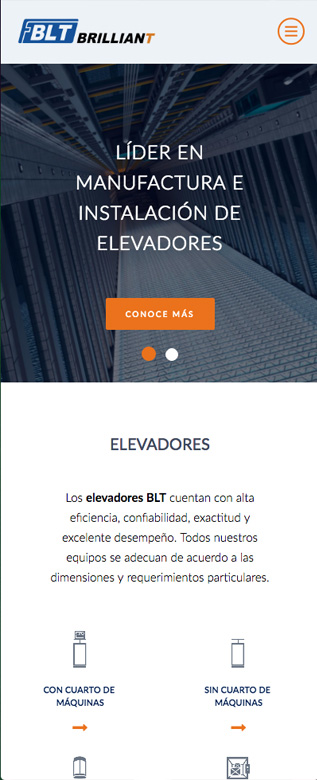 BLT BRILLIANT
LÍDER EN
MANUFACTURA E
INSTALACIÓN DE
ELEVADORES
CONOCE MÁS
ELEVADORES
Los elevadores BLT cuentan con alta
eficiencia, confiabilidad, exactitud y
excelente desempeño. Todos nuestros
equipos se adecuan de acuerdo a las
dimensiones y requerimientos particulares.
CON CUARTO DE
MÁQUINAS
SIN CUARTO DE
MÁQUINAS